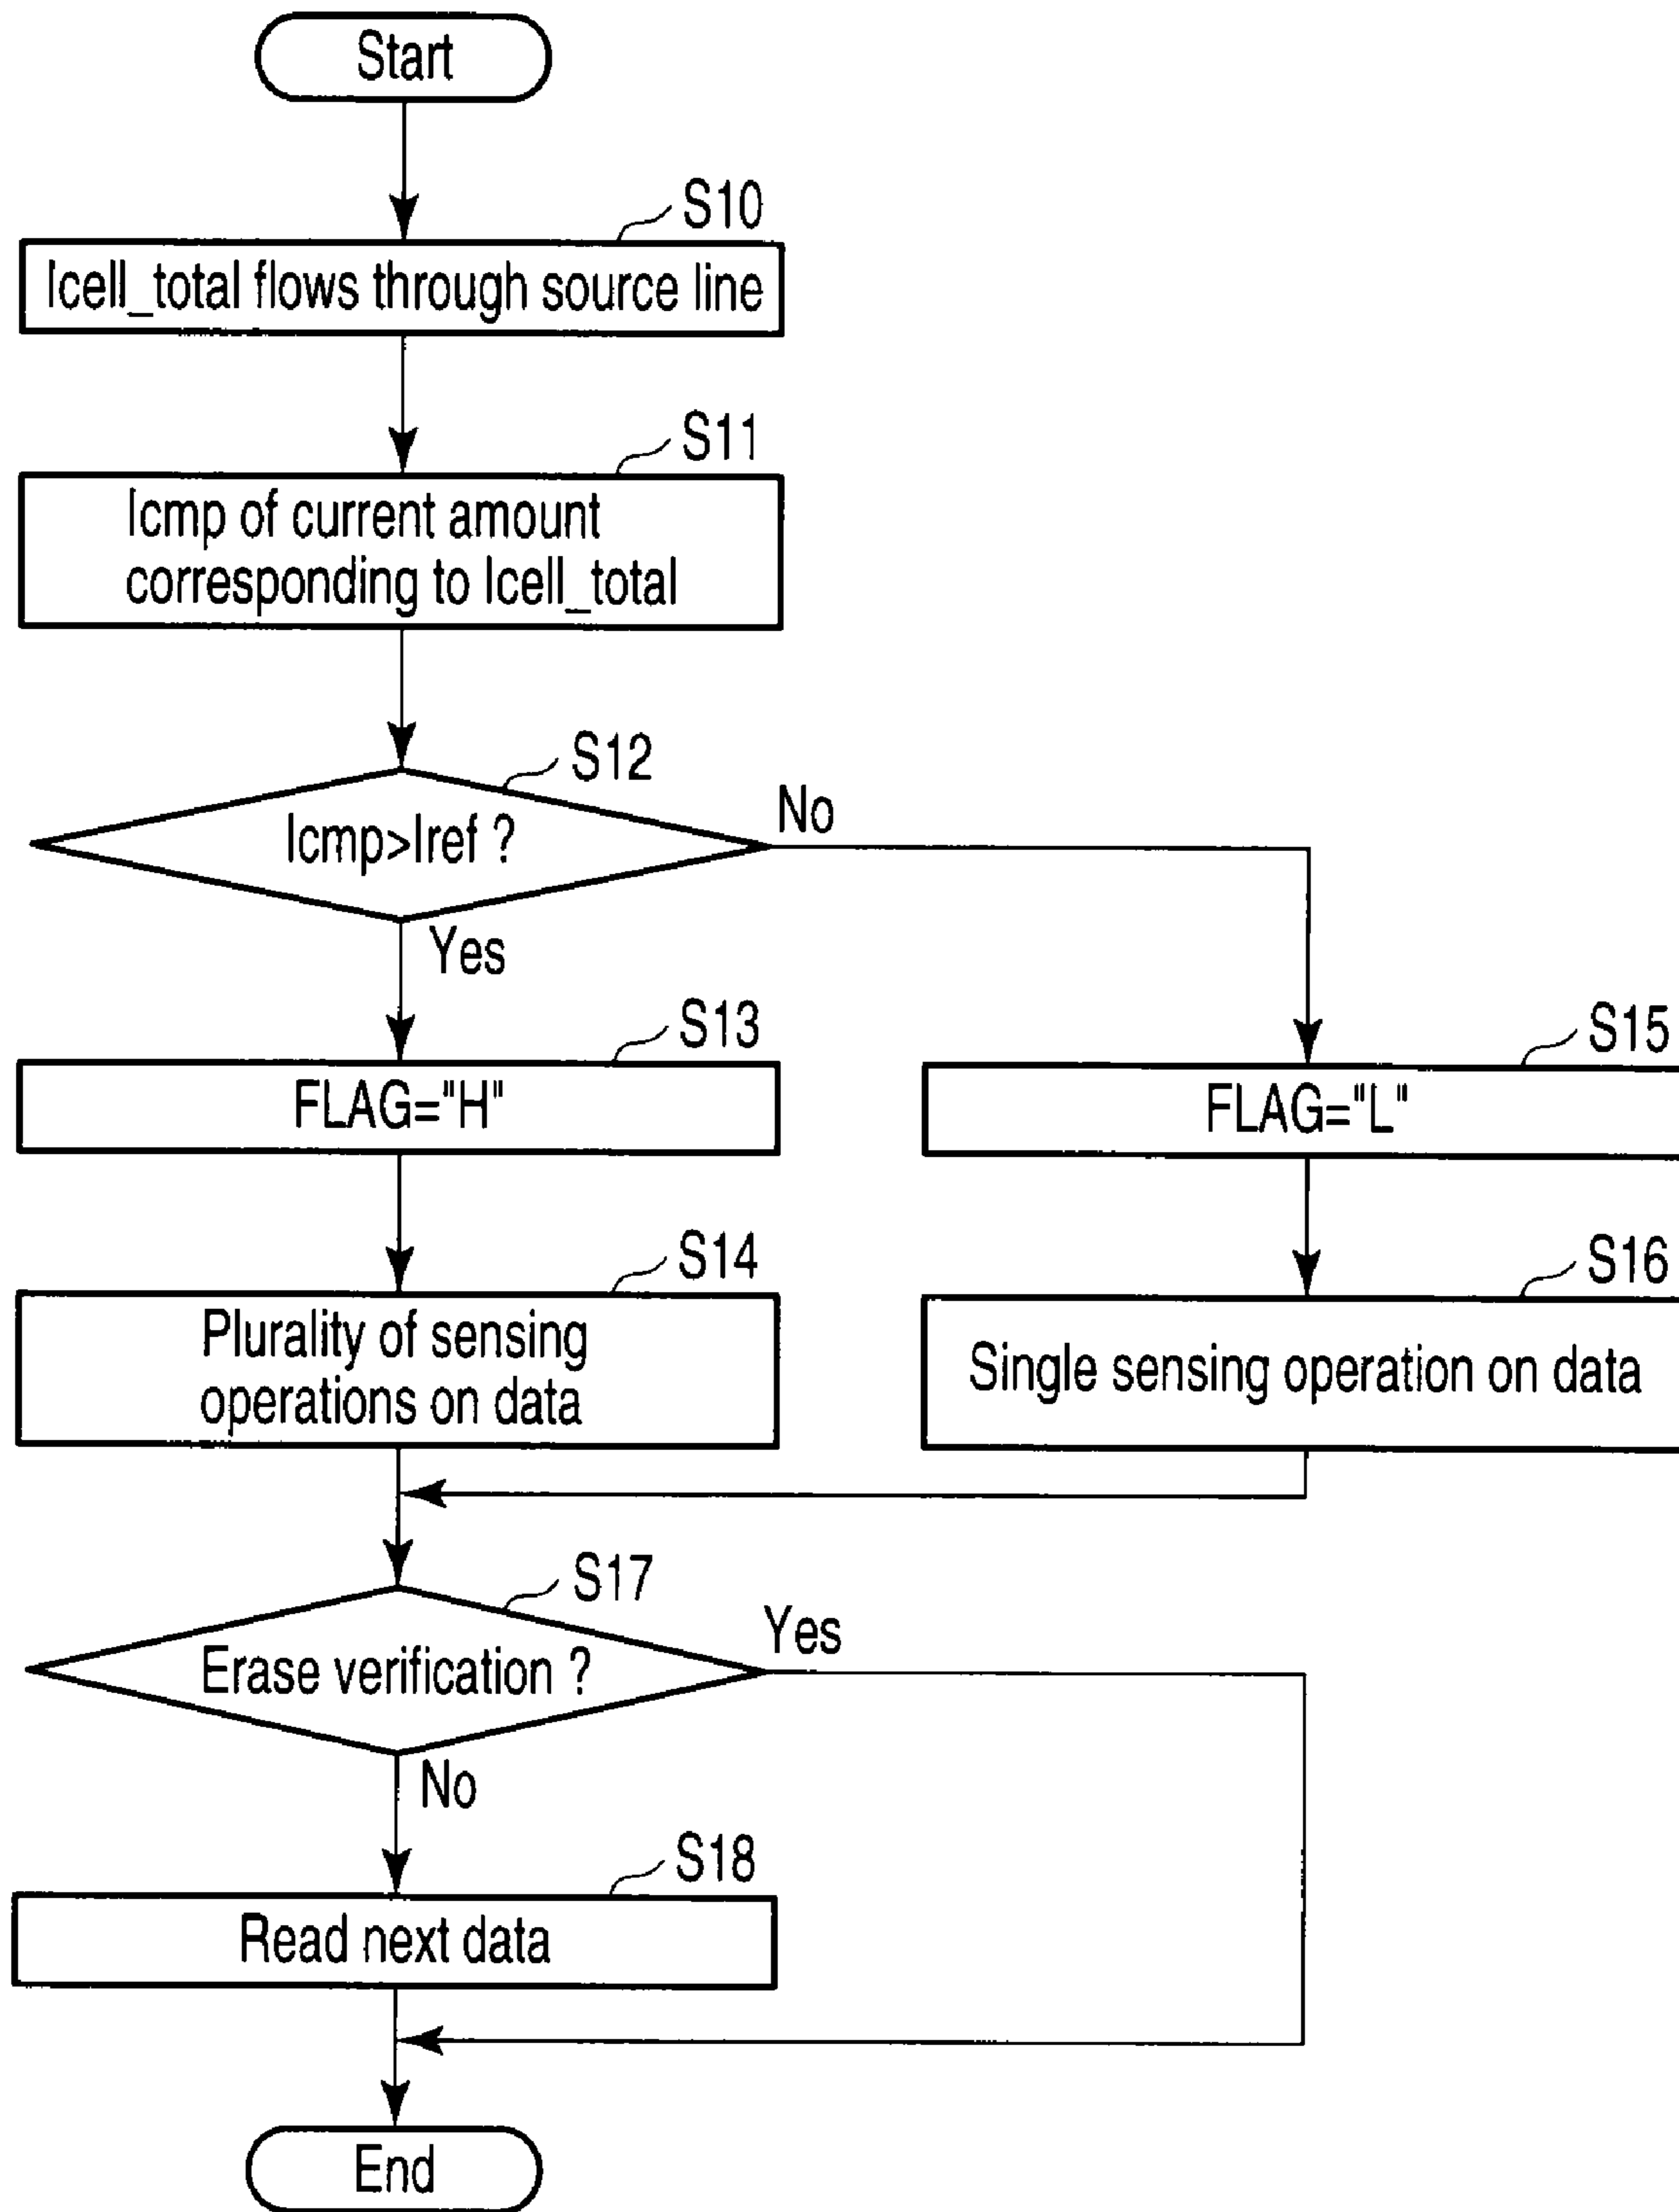 Start
S10
Icell_total flows through source line
S11
Icmp of current amount
corresponding to Icell_total
S12
Icmp>Iref ?
No
Yes
S13
FLAG="H"
S15
FLAG="L"
S14
Plurality of sensing
operations on data
S16
Single sensing operation on data
S17
Erase verification ?
Yes
No
S18
Read next data
End